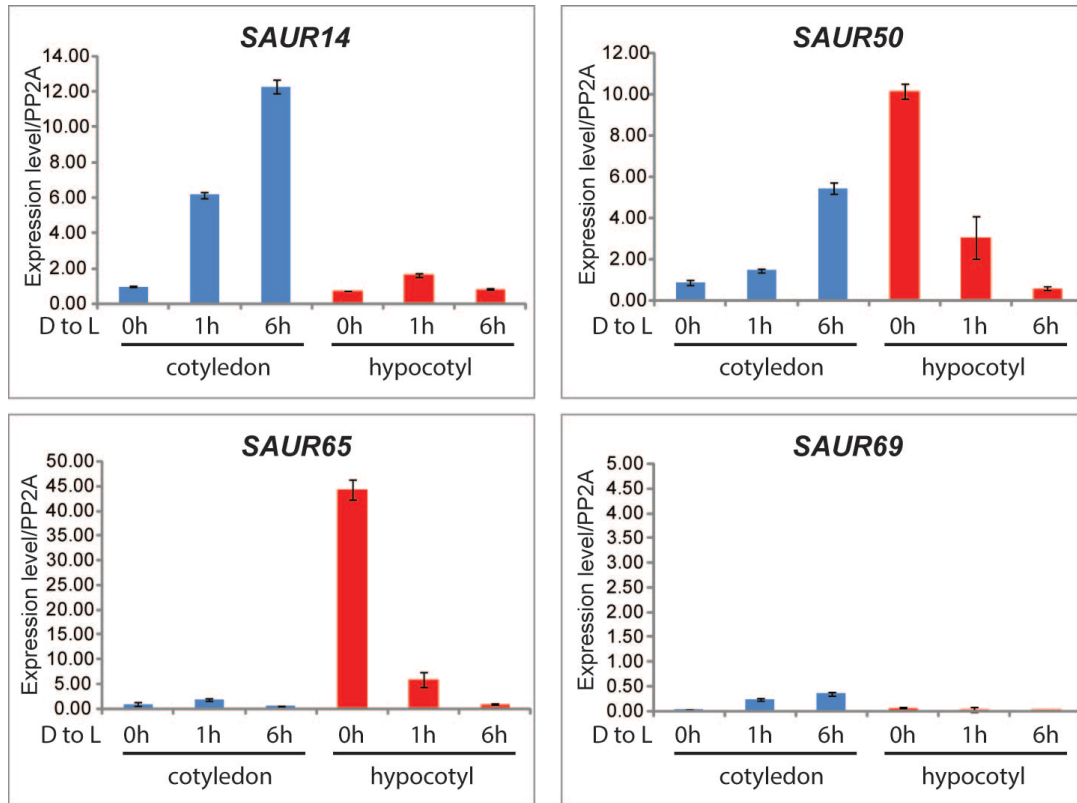 SAUR14
Expression level/PP2A
14.00
12.00
10.00
8.00
6.00
4.00
2.00
0.00
D to L 0h 1h 6h 0h 1h 6h
cotyledon hypocotyl
SAUR50
Expression level/PP2A
12.00
10.00
8.00
6.00
4.00
2.00
0.00
D to L 0h 1h 6h 0h 1h 6h
cotyledon hypocotyl
SAUR65
Expression level/PP2A
50.00
45.00
40.00
35.00
30.00
25.00
20.00
15.00
10.00
5.00
0.00
D to L 0h 1h 6h 0h 1h 6h
cotyledon hypocotyl
SAUR69
Expression level/PP2A
5.00
4.50
4.00
3.50
3.00
2.50
2.00
1.50
1.00
0.50
0.00
D to L 0h 1h 6h 0h 1h 6h
cotyledon hypocotyl